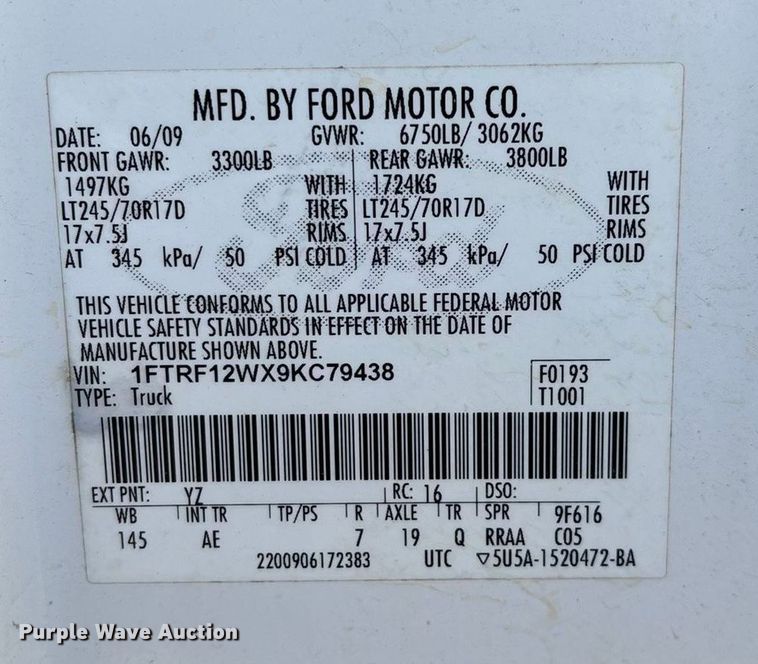 MFD. BY FORD MOTOR CO.
DATE: 06/09 GVWR: 6750LB/ 3062KG
FRONT GAWR: 3300LB REAR GAWR: 3800LB
1497KG WITH 1724KG WITH
LT245/70R17D TIRES LT245/70R17D TIRES
17x7.5J RIMS 17x7.5J RIMS
AT 345 kPa/ 50 PSI COLD AT 345 kPa/ 50 PSI COLD
THIS VEHICLE CONFORMS TO ALL APPLICABLE FEDERAL MOTOR
VEHICLE SAFETY STANDARDS IN EFFECT ON THE DATE OF
MANUFACTURE SHOWN ABOVE.
VIN: 1FTRF12WX9KC79438 F0193
TYPE: Truck T1001
EXT PNT: YZ RC: 16 DSO:
WB INT TR TP/PS R AXLE TR SPR 9F616
145 AE 7 19 Q RRAA C05
2200906172383 UTC ▽5U5A-1520472-BA
Purple Wave Auction